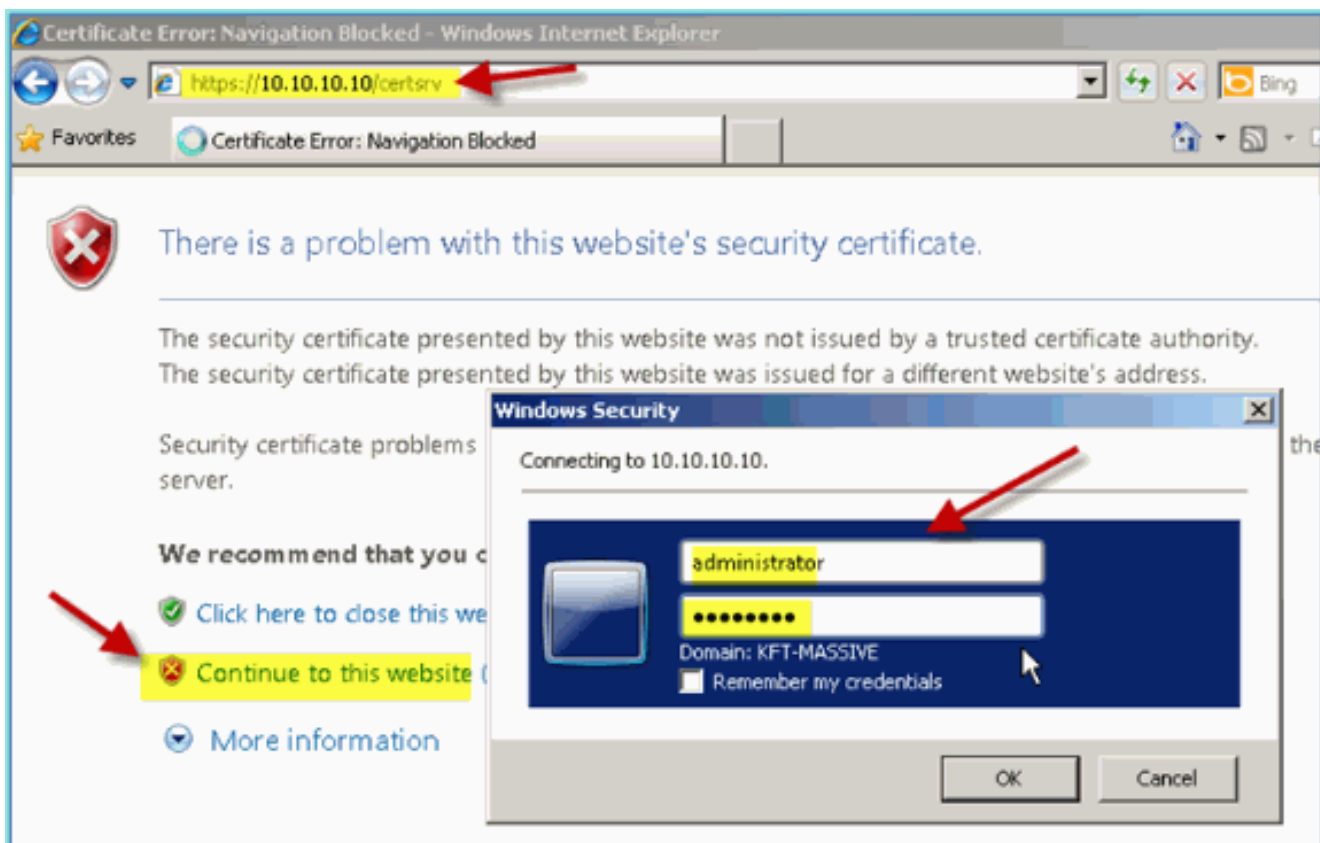 Certificate Error: Navigation Blocked - Windows Internet Explorer
https://10.10.10.10/certsrv
Bing
Favorites
Certificate Error: Navigation Blocked
There is a problem with this website's security certificate.
The security certificate presented by this website was not issued by a trusted certificate authority.
The security certificate presented by this website was issued for a different website's address.
Security certificate problems
the
server.
We recommend that you c
Click here to close this we
Continue to this website (
More information
Windows Security
Connecting to 10.10.10.10.
administrator
••••••••
Domain: KFT-MASSIVE
Remember my credentials
OK
Cancel